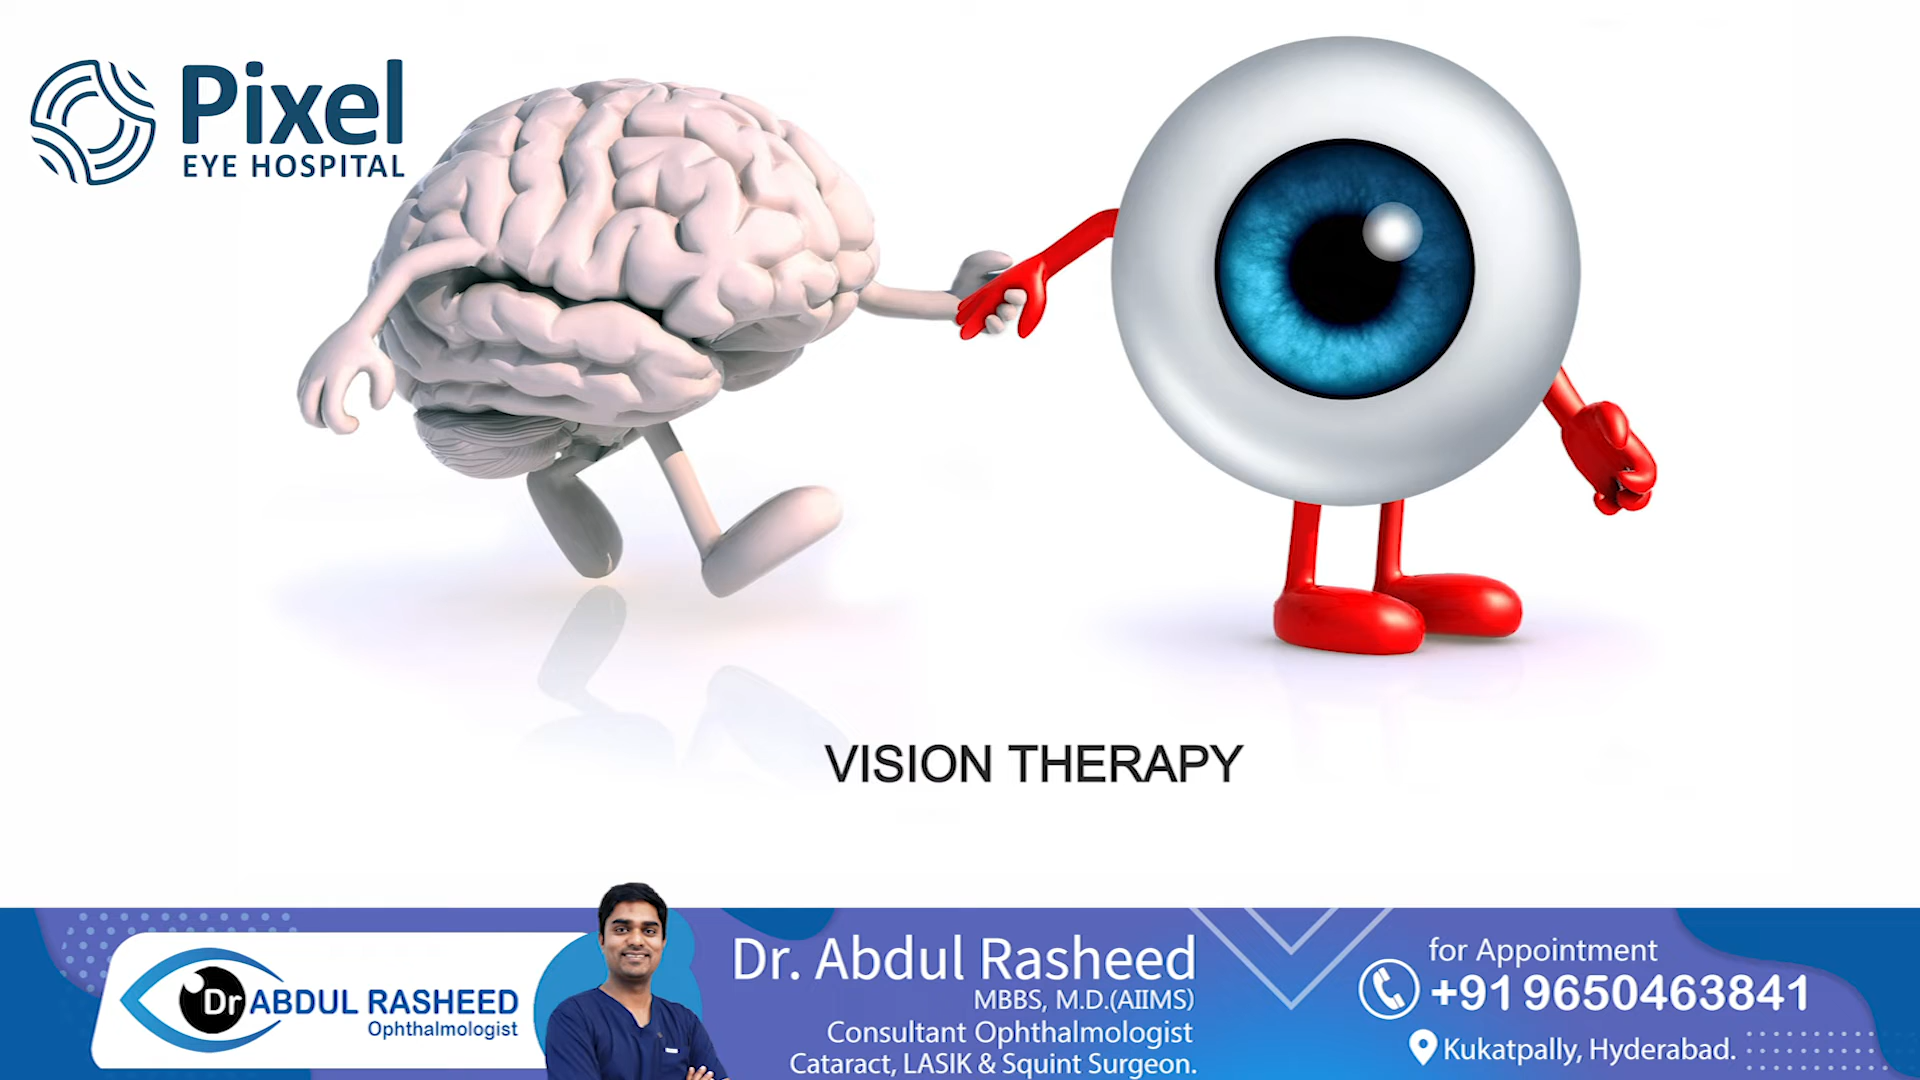 Pixel
EYE HOSPITAL
VISION THERAPY
Dr ABDUL RASHEED
Ophthalmologist
Dr. Abdul Rasheed
MBBS, M.D.(AIIMS)
Consultant Ophthalmologist
Cataract, LASIK & Squint Surgeon.
for Appointment
+91 9650463841
Kukatpally, Hyderabad.